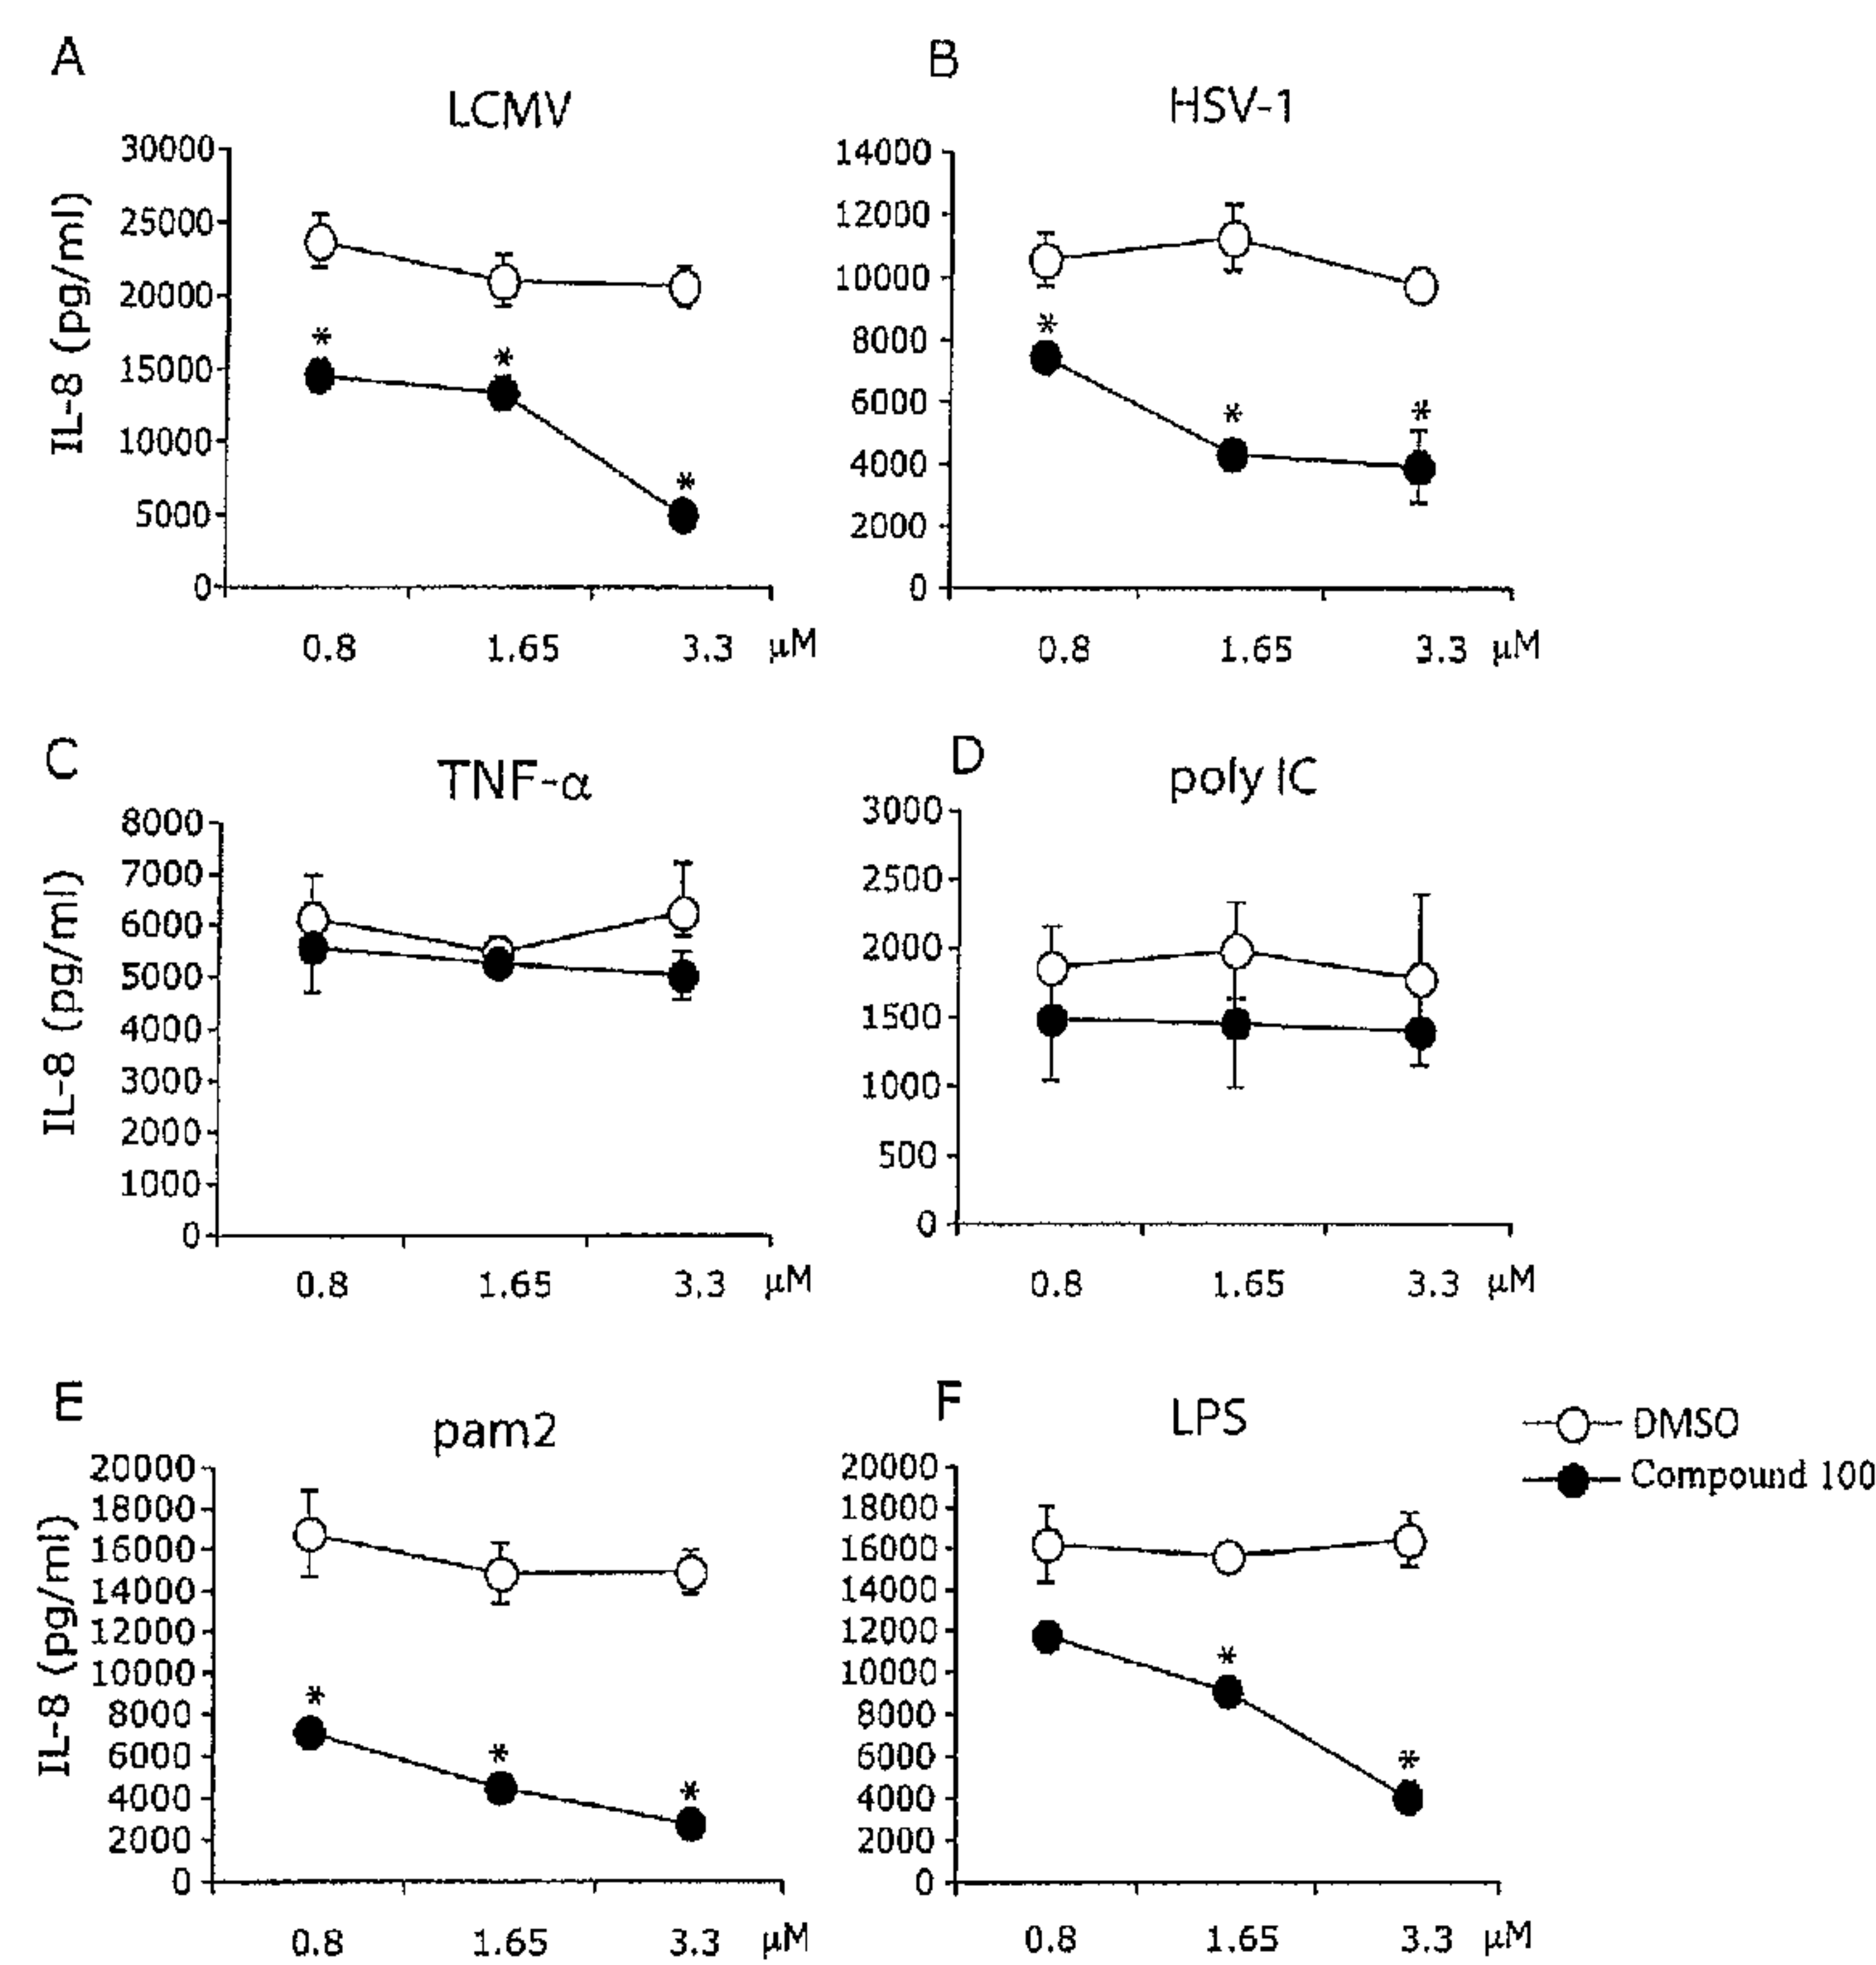 A
LCMV
IL-8 (pg/ml)
30000
25000
20000
15000
10000
5000
0
*
*
*
0.8 1.65 3.3 µM
B
HSV-1
14000
12000
10000
8000
6000
4000
2000
0
*
*
*
0.8 1.65 3.3 µM
C
TNF-α
IL-8 (pg/ml)
8000
7000
6000
5000
4000
3000
2000
1000
0
0.8 1.65 3.3 µM
D
poly IC
3000
2500
2000
1500
1000
500
0
0.8 1.65 3.3 µM
E
pam2
IL-8 (pg/ml)
20000
18000
16000
14000
12000
10000
8000
6000
4000
2000
0
*
*
*
0.8 1.65 3.3 µM
F
LPS
20000
18000
16000
14000
12000
10000
8000
6000
4000
2000
0
*
*
0.8 1.65 3.3 µM
DMSO
Compound 100